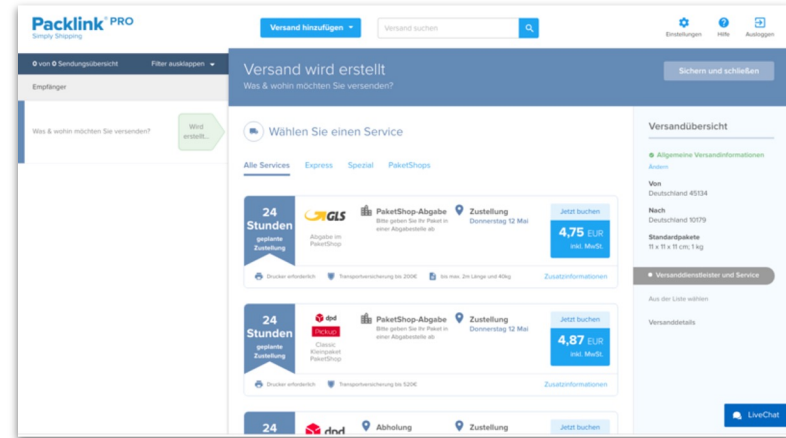 Packlink PRO
Simply Shipping
Versand hinzufügen
Versand suchen
Einstellungen
Hilfe
Ausloggen
0 von 0 Sendungsübersicht
Filter ausklappen
Empfänger
Was & wohin möchten Sie versenden?
Wird
erstellt...
Versand wird erstellt
Was & wohin möchten Sie versenden?
Sichern und schließen
Wählen Sie einen Service
Alle Services
Express
Spezial
PaketShops
24
Stunden
geplante
Zustellung
GLS
Abgabe im
PaketShop
PaketShop-Abgabe
Bitte geben Sie Ihr Paket in
einer Abgabestelle ab
Zustellung
Donnerstag 12 Mai
Jetzt buchen
4,75 EUR
inkl. MwSt.
Drucker erforderlich
Transportversicherung bis 200€
bis max. 2m Länge und 40kg
Zusatzinformationen
24
Stunden
geplante
Zustellung
dpd
Pickup
Classic
Kleinpaket
PaketShop
PaketShop-Abgabe
Bitte geben Sie Ihr Paket in
einer Abgabestelle ab
Zustellung
Donnerstag 12 Mai
Jetzt buchen
4,87 EUR
inkl. MwSt.
Drucker erforderlich
Transportversicherung bis 520€
Zusatzinformationen
24
dpd
Abholung
Zustellung
Jetzt buchen
Versandübersicht
Allgemeine Versandinformationen
Ändern
Von
Deutschland 45134
Nach
Deutschland 10179
Standardpakete
11 x 11 x 11 cm; 1 kg
Versanddienstleister und Service
Aus der Liste wählen
Versanddetails
LiveChat